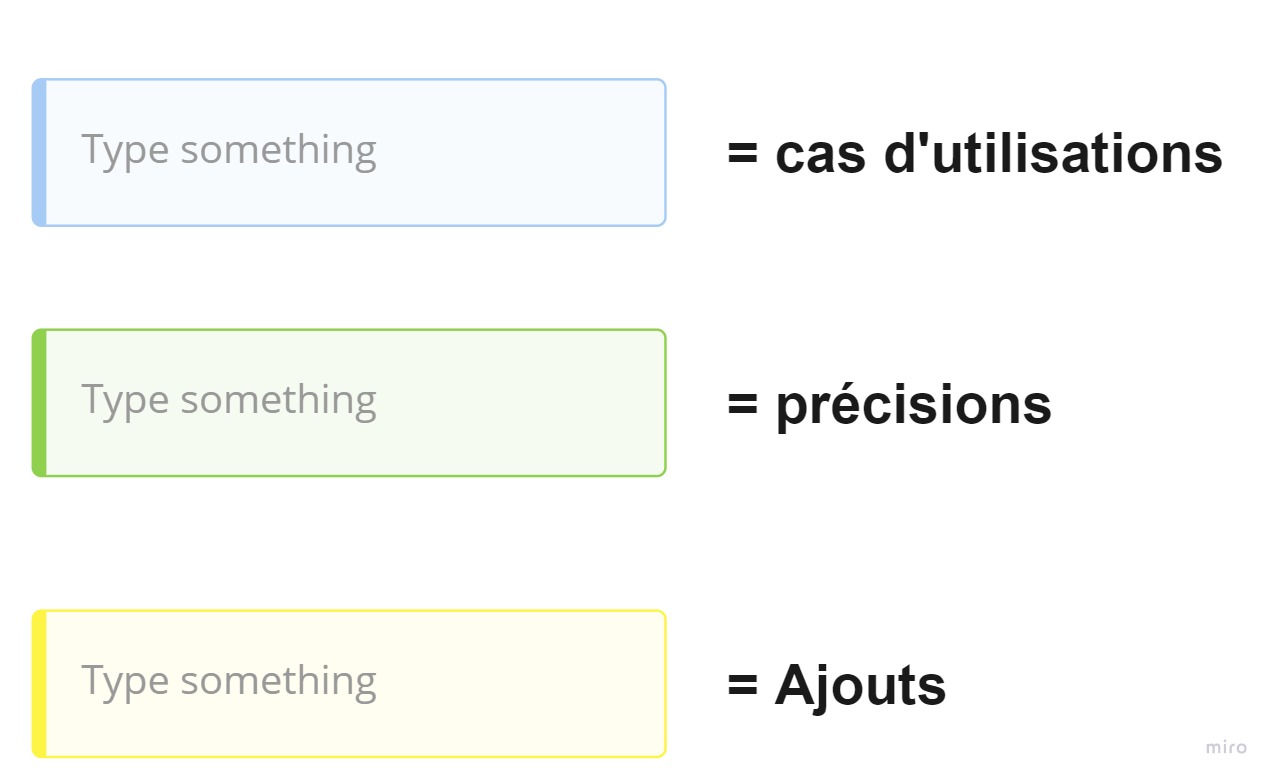 Type something = cas d'utilisations
Type something = précisions
Type something = Ajouts
miro